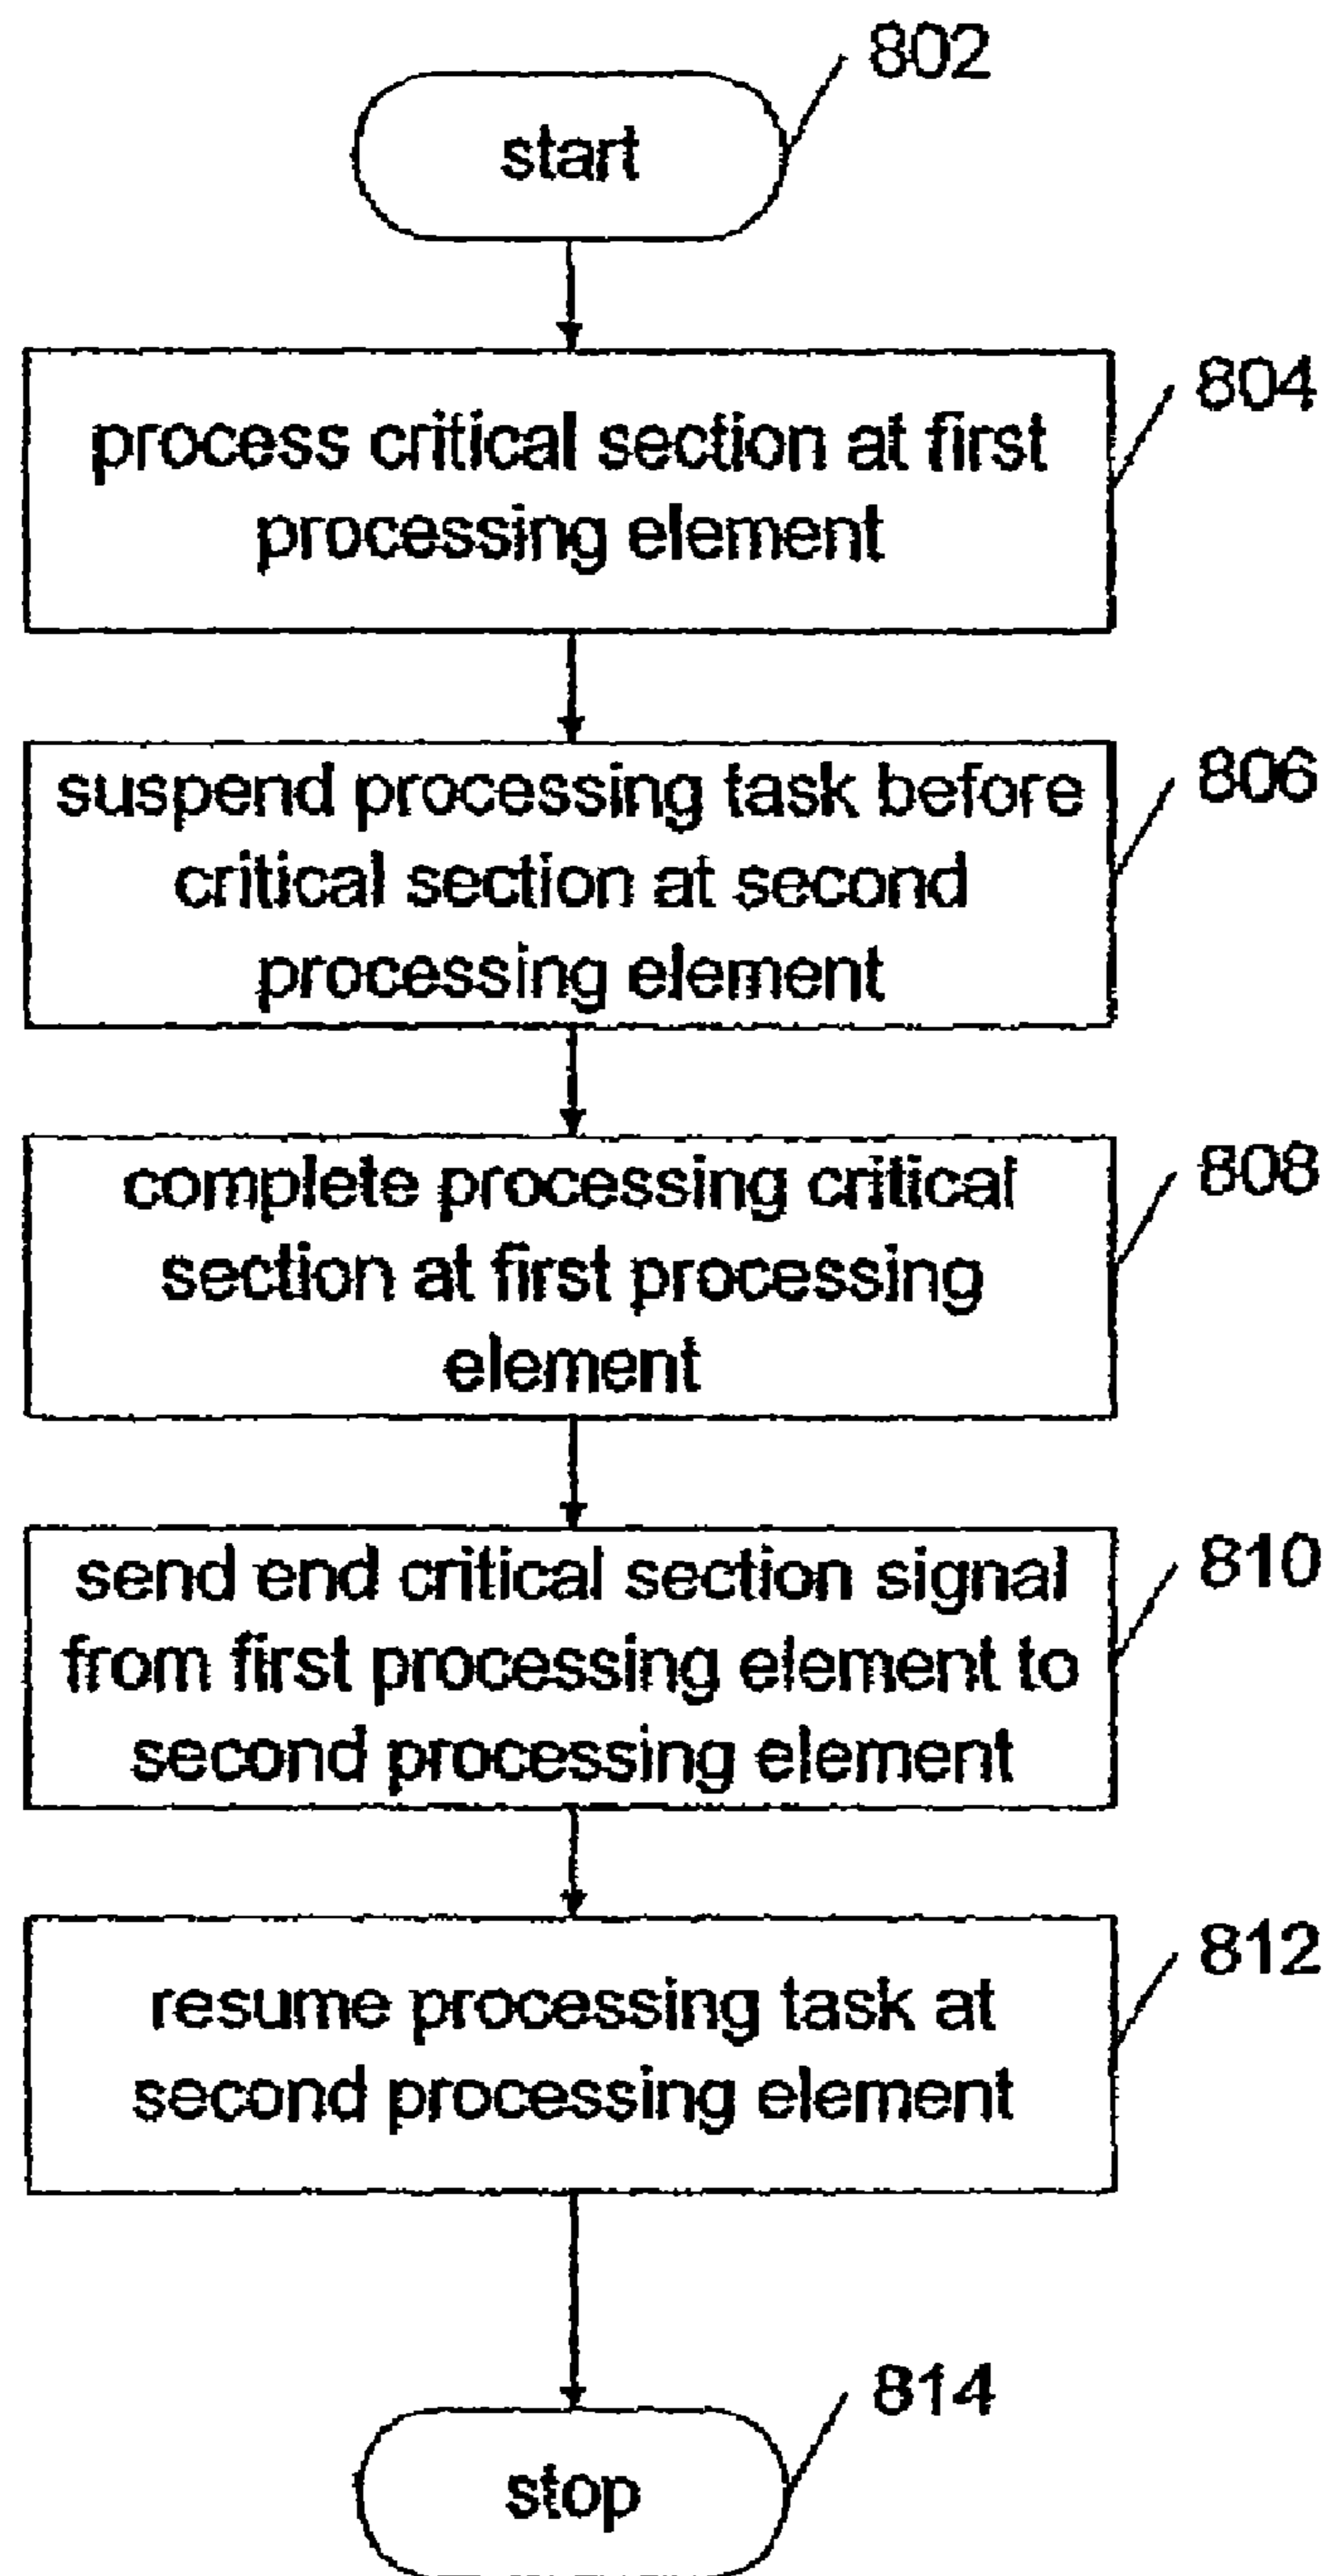 802
start
804
process critical section at first
processing element
806
suspend processing task before
critical section at second
processing element
808
complete processing critical
section at first processing
element
810
send end critical section signal
from first processing element to
second processing element
812
resume processing task at
second processing element
814
stop